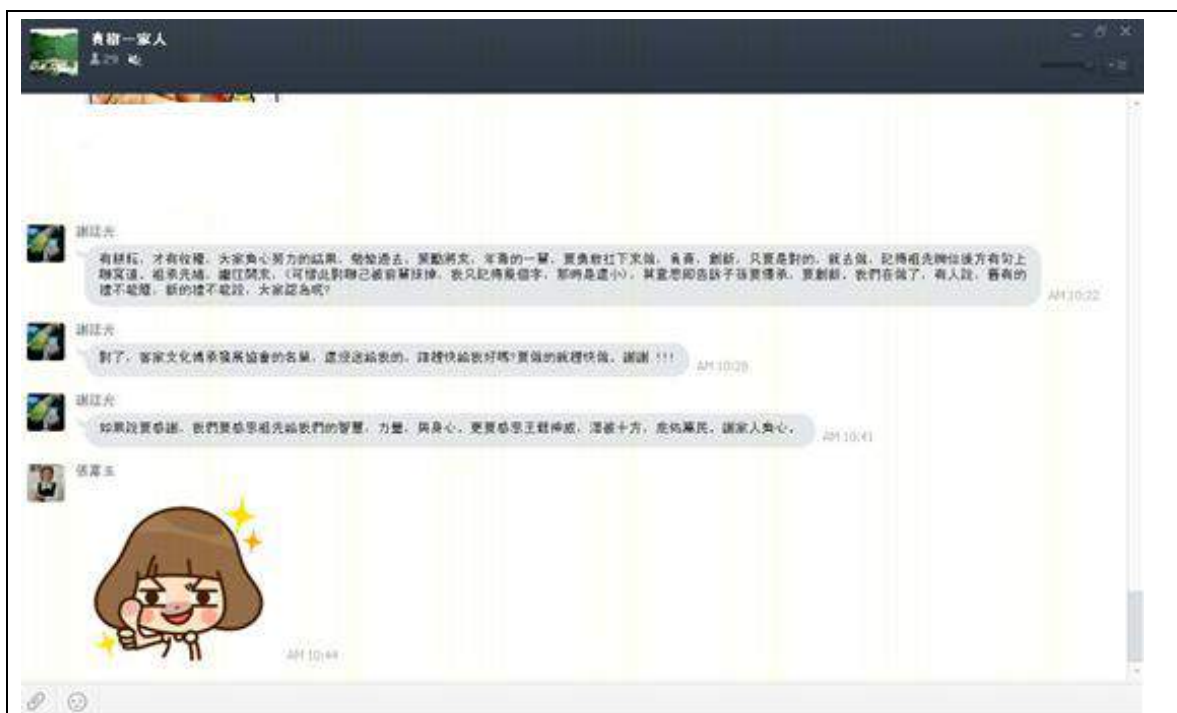 一家人
29
謝廷光
有耕耘,才有收穫,大家齊心努力的結果,勉勵過去,策勵將來,年青的一輩,要勇敢扛下來做,負責,創新,只要是對的,就去做,記得祖先牌位後方有句上
聯寫道,祖承先緒,繼往開來,(可惜此對聯已被前輩抹掉,我只記得幾個字,那時是還小),其意思即告訴子孫要傳承,要創新,我們在做了,有人說,舊有的
禮不能廢,新的禮不能設,大家認為呢?
AM 10:22
謝廷光
對了,客家文化傳承發展協會的名單,還沒送給我的,請趕快給我好嗎?要做的就趕快做,謝謝 !!!
AM 10:28
謝廷光
如果說要感謝,我們要感恩祖先給我們的智慧,力量,與身心,更要感恩王爺神威,澤被十方,庇佑萬民,謝家人齊心,
AM 10:41
張富玉
AM 10:44